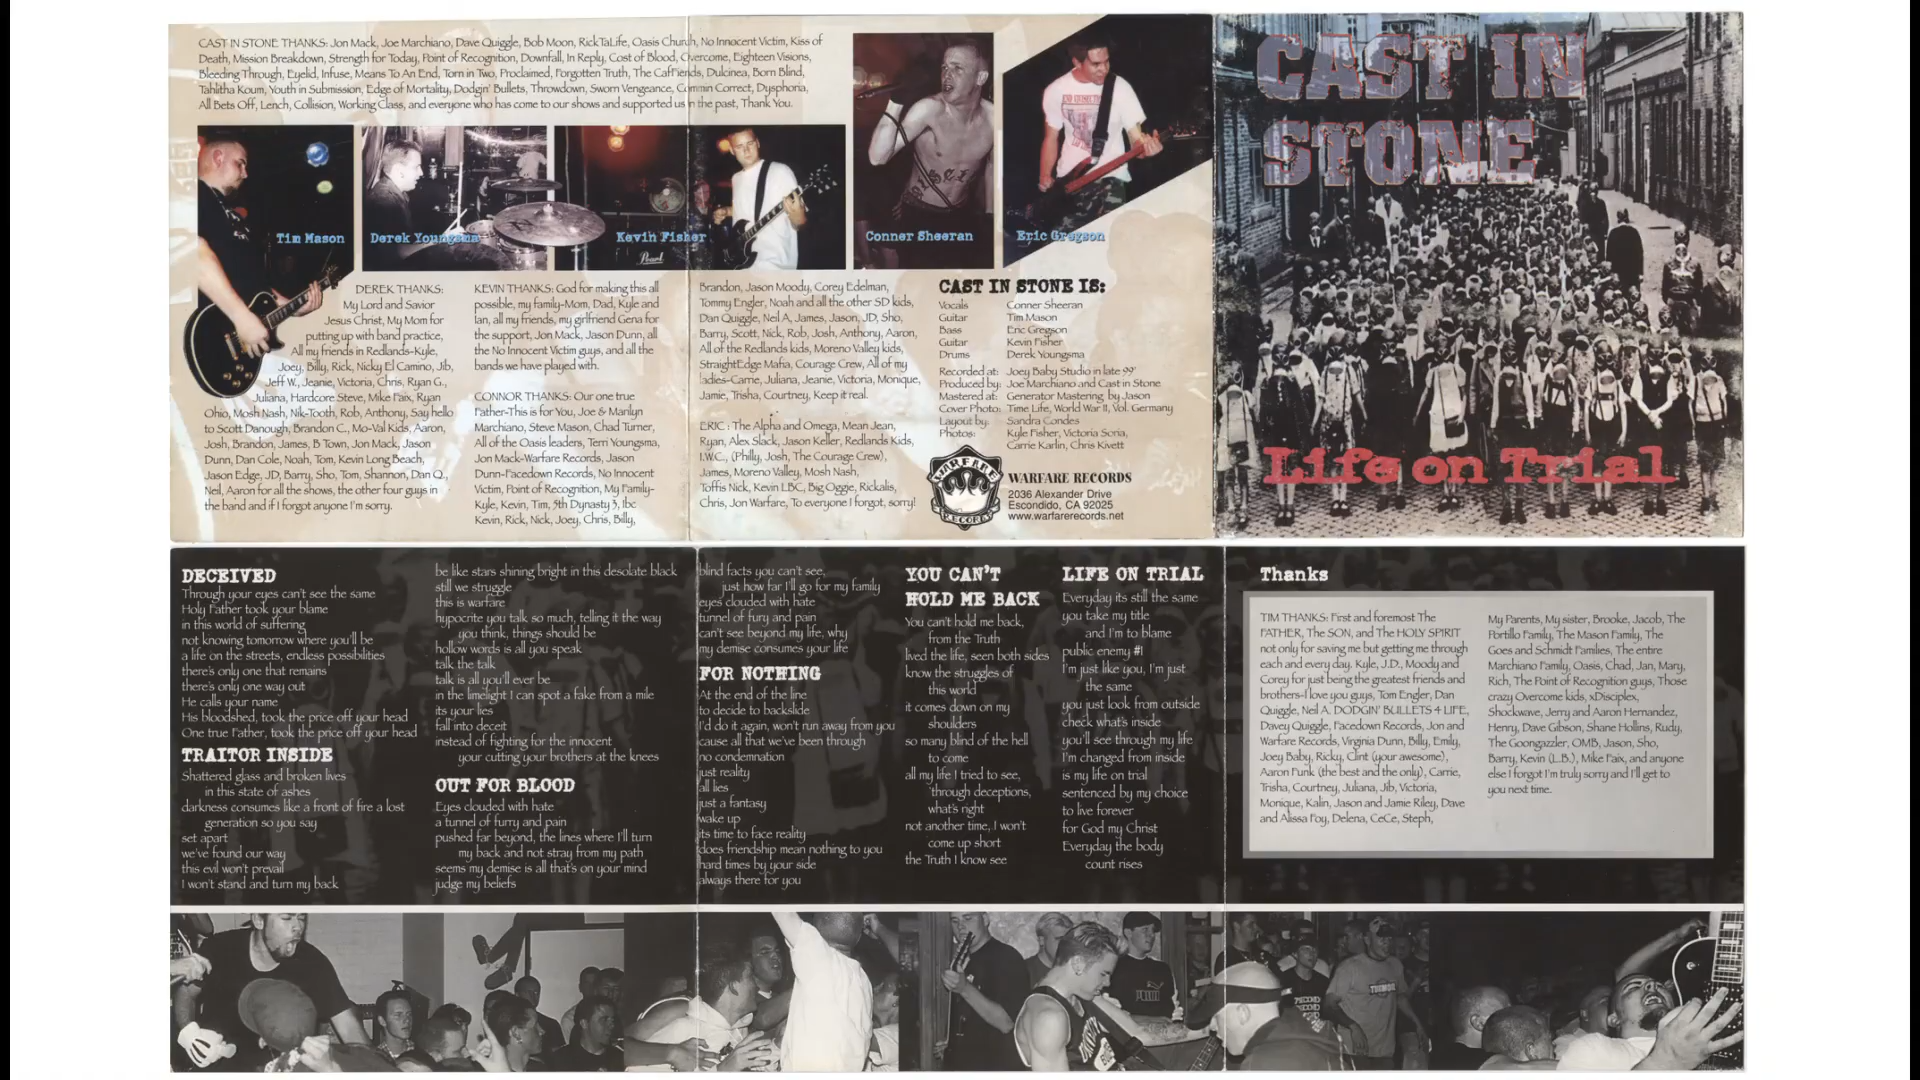 CAST IN STONE THANKS: Jon Mack, Joe Marchiano, Dave Quiggle, Bob Moon, RickTaLife, Oasis Church, No Innocent Victim, Kiss of
Death, Mission Breakdown, Strength for Today, Point of Recognition, Downfall, In Reply, Cost of Blood, Overcome, Eighteen Visions,
Bleeding Through, Eyelid, Infuse, Means To An End, Torn in Two, Proclaimed, Forgotten Truth, The CafFiends, Dulcinea, Born Blind,
Tahlitha Koum, Youth in Submission, Edge of Mortality, Dodgin' Bullets, Throwdown, Sworn Vengeance, Commin Correct, Dysphoria,
All Bets Off, Lench, Collision, Working Class, and everyone who has come to our shows and supported us in the past, Thank You.
Tim Mason
Derek Youngsma
Kevin Fisher
Pearl
Conner Sheeran
Eric Gregson
DEREK THANKS:
My Lord and Savior
Jesus Christ, My Mom for
putting up with band practice,
All my friends in Redlands-Kyle,
Joey, Billy, Rick, Nicky El Camino, Jib,
Jeff W., Jeanie, Victoria, Chris, Ryan G.,
Juliana, Hardcore Steve, Mike Faix, Ryan
Ohio, Mosh Nash, Nik-Tooth, Rob, Anthony, Say hello
to Scott Danough, Brandon C., Mo-Val Kids, Aaron,
Josh, Brandon, James, B Town, Jon Mack, Jason
Dunn, Dan Cole, Noah, Tom, Kevin Long Beach,
Jason Edge, JD, Barry, Sho, Tom, Shannon, Dan Q.,
Neil, Aaron for all the shows, the other four guys in
the band and if I forgot anyone I'm sorry.
KEVIN THANKS: God for making this all
possible, my family-Mom, Dad, Kyle and
Ian, all my friends, my girlfriend Gena for
the support, Jon Mack, Jason Dunn, all
the No Innocent Victim guys, and all the
bands we have played with.
CONNOR THANKS: Our one true
Father-This is for You, Joe & Marilyn
Marchiano, Steve Mason, Chad Turner,
All of the Oasis leaders, Terri Youngsma,
Jon Mack-Warfare Records, Jason
Dunn-Facedown Records, No Innocent
Victim, Point of Recognition, My Family-
Kyle, Kevin, Tim, 5th Dynasty 3, lbc
Kevin, Rick, Nick, Joey, Chris, Billy,
Brandon, Jason Moody, Corey Edelman,
Tommy Engler, Noah and all the other SD kids,
Dan Quiggle, Neil A, James, Jason, JD, Sho,
Barry, Scott, Nick, Rob, Josh, Anthony, Aaron,
All of the Redlands kids, Moreno Valley kids,
StraightEdge Mafia, Courage Crew, All of my
ladies-Carrie, Juliana, Jeanie, Victoria, Monique,
Jamie, Trisha, Courtney, Keep it real.
ERIC : The Alpha and Omega, Mean Jean,
Ryan, Alex Slack, Jason Keller, Redlands Kids,
I.W.C., (Philly, Josh, The Courage Crew),
James, Moreno Valley, Mosh Nash,
Toffis Nick, Kevin LBC, Big Oggie, Rickalis,
Chris, Jon Warfare, To everyone I forgot, sorry!
CAST IN STONE IS:
Vocals Conner Sheeran
Guitar Tim Mason
Bass Eric Gregson
Guitar Kevin Fisher
Drums Derek Youngsma
Recorded at: Joey Baby Studio in late 99'
Produced by: Joe Marchiano and Cast in Stone
Mastered at: Generator Mastering, by Jason
Cover Photo: Time Life, World War II, Vol. Germany
Layout by: Sandra Condes
Photos: Kyle Fisher, Victoria Soria,
Carrie Karlin, Chris Kivett
WARFARE
RECORDS
WARFARE RECORDS
2036 Alexander Drive
Escondido, CA 92025
www.warfarerecords.net
CAST IN
STONE
Life on Trial
DECEIVED
Through your eyes can't see the same
Holy Father took your blame
in this world of suffering
not knowing tomorrow where you'll be
a life on the streets, endless possibilities
there's only one that remains
there's only one way out
He calls your name
His bloodshed, took the price off your head
One true Father, took the price off your head
TRAITOR INSIDE
Shattered glass and broken lives
in this state of ashes
darkness consumes like a front of fire a lost
generation so you say
set apart
we've found our way
this evil won't prevail
I won't stand and turn my back
be like stars shining bright in this desolate black
still we struggle
this is warfare
hypocrite you talk so much, telling it the way
you think, things should be
hollow words is all you speak
talk the talk
talk is all you'll ever be
in the limelight I can spot a fake from a mile
its your lies
fall into deceit
instead of fighting for the innocent
your cutting your brothers at the knees
OUT FOR BLOOD
Eyes clouded with hate
a tunnel of furry and pain
pushed far beyond, the lines where I'll turn
my back and not stray from my path
seems my demise is all that's on your mind
judge my beliefs
blind facts you can't see,
just how far I'll go for my family
eyes clouded with hate
tunnel of fury and pain
can't see beyond my life, why
my demise consumes your life
FOR NOTHING
At the end of the line
to decide to backslide
I'd do it again, won't run away from you
cause all that we've been through
no condemnation
just reality
all lies
just a fantasy
wake up
its time to face reality
does friendship mean nothing to you
hard times by your side
always there for you
YOU CAN'T
HOLD ME BACK
You can't hold me back,
from the Truth
lived the life, seen both sides
know the struggles of
this world
it comes down on my
shoulders
so many blind of the hell
to come
all my life I tried to see,
through deceptions,
what's right
not another time, I won't
come up short
the Truth I know see
LIFE ON TRIAL
Everyday its still the same
you take my title
and I'm to blame
public enemy #1
I'm just like you, I'm just
the same
you just look from outside
check what's inside
you'll see through my life
I'm changed from inside
is my life on trial
sentenced by my choice
to live forever
for God my Christ
Everyday the body
count rises
Thanks
TIM THANKS: First and foremost The
FATHER, The SON, and The HOLY SPIRIT
not only for saving me but getting me through
each and every day. Kyle, J.D., Moody and
Corey for just being the greatest friends and
brothers-I love you guys, Tom Engler, Dan
Quiggle, Neil A. DODGIN' BULLETS 4 LIFE,
Davey Quiggle, Facedown Records, Jon and
Warfare Records, Virginia Dunn, Billy, Emily,
Joey Baby, Ricky, Clint (your awesome),
Aaron Funk (the best and the only), Carrie,
Trisha, Courtney, Juliana, Jib, Victoria,
Monique, Kalin, Jason and Jamie Riley, Dave
and Alissa Foy, Delena, CeCe, Steph,
My Parents, My sister, Brooke, Jacob, The
Portillo Family, The Mason Family, The
Goes and Schmidt Families, The entire
Marchiano Family, Oasis, Chad, Jan, Mary,
Rich, The Point of Recognition guys, Those
crazy Overcome kids, xDisciplex,
Shockwave, Jerry and Aaron Hernandez,
Henry, Dave Gibson, Shane Hollins, Rudy,
The Goongazzler, OMB, Jason, Sho,
Barry, Kevin (L.B.), Mike Faix, and anyone
else I forgot I'm truly sorry and I'll get to
you next time.